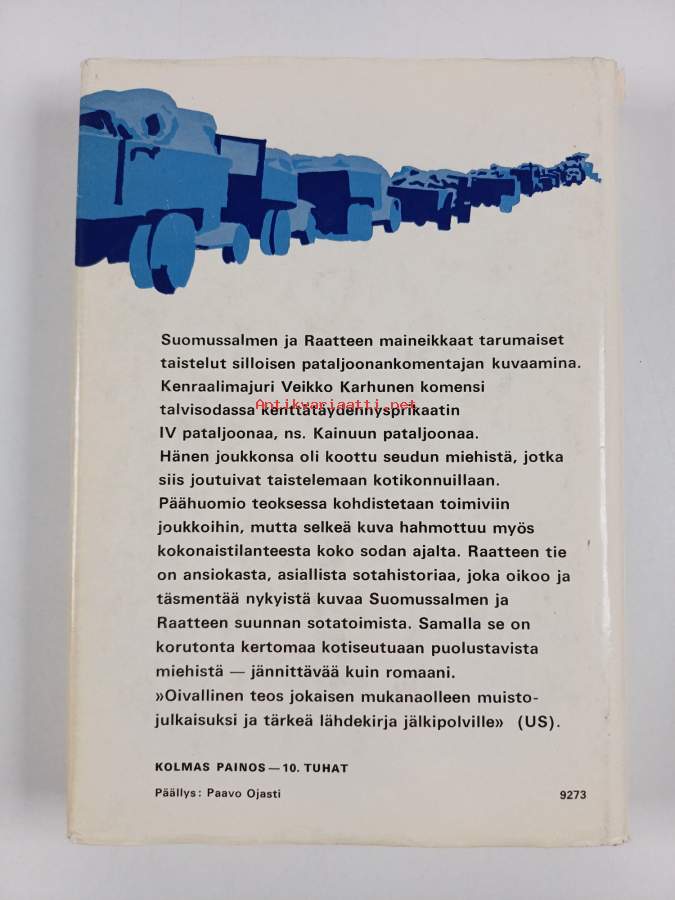 Suomussalmen ja Raatteen maineikkaat tarumaiset
taistelut silloisen pataljoonankomentajan kuvaamina.
Kenraalimajuri Veikko Karhunen komensi
Antikvariaatti.net
talvisodassa kenttätäydennysprikaatin
IV pataljoonaa, ns. Kainuun pataljoonaa.
Hänen joukkonsa oli koottu seudun miehistä, jotka
siis joutuivat taistelemaan kotikonnuillaan.
Päähuomio teoksessa kohdistetaan toimiviin
joukkoihin, mutta selkeä kuva hahmottuu myös
kokonaistilanteesta koko sodan ajalta. Raatteen tie
on ansiokasta, asiallista sotahistoriaa, joka oikoo ja
täsmentää nykyistä kuvaa Suomussalmen ja
Raatteen suunnan sotatoimista. Samalla se on
korutonta kertomaa kotiseutuaan puolustavista
miehistä — jännittävää kuin romaani.
»Oivallinen teos jokaisen mukanaolleen muisto-
julkaisuksi ja tärkeä lähdekirja jälkipolville» (US).
KOLMAS PAINOS — 10. TUHAT
Päällys: Paavo Ojasti 9273